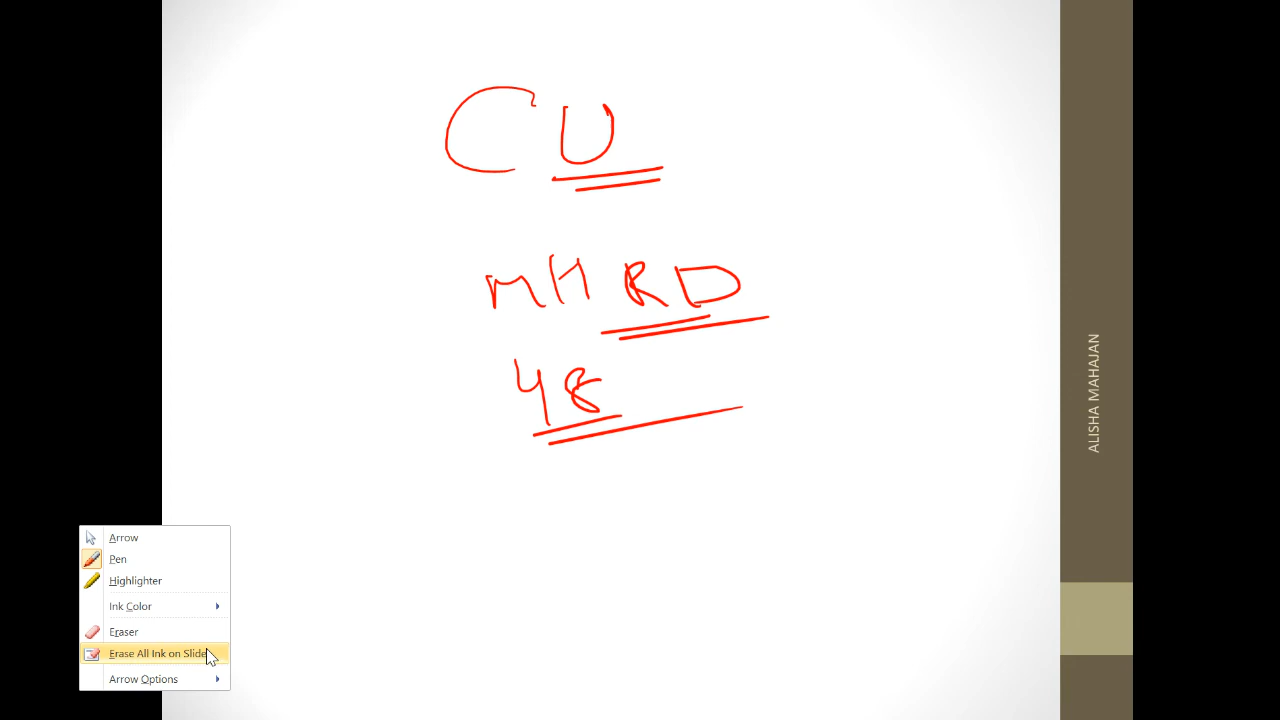 CU
MHRD
48
ALISHA MAHAJAN
Arrow
Pen
Highlighter
Ink Color
Eraser
Erase All Ink on Slide
Arrow Options